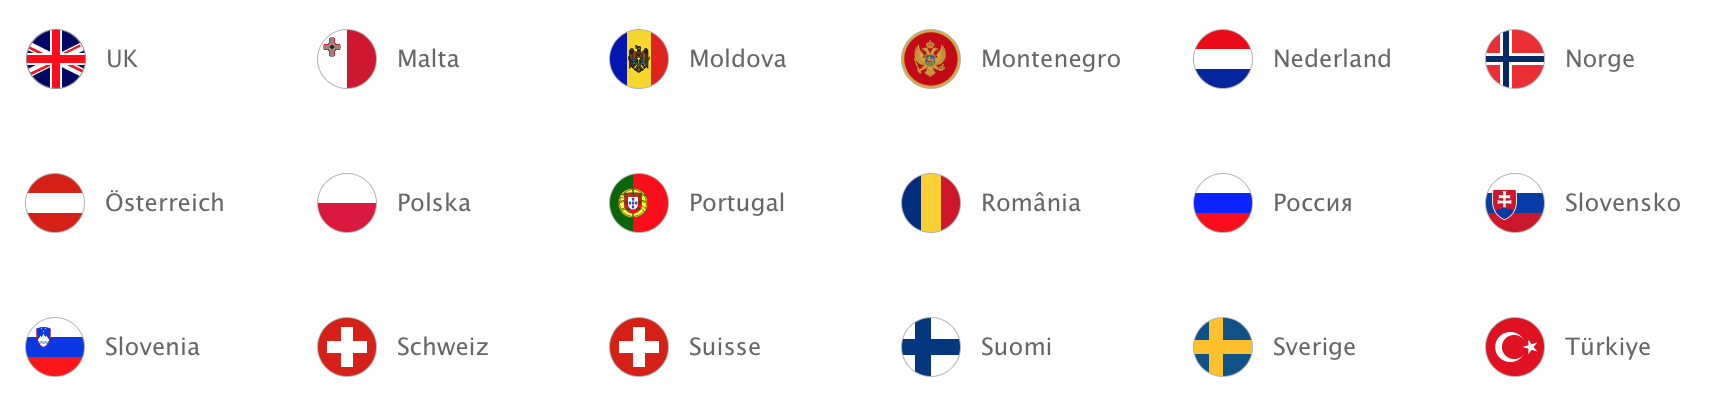 UK
Malta
Moldova
Montenegro
Nederland
Norge
Österreich
Polska
Portugal
România
Россия
Slovensko
Slovenia
Schweiz
Suisse
Suomi
Sverige
Türkiye